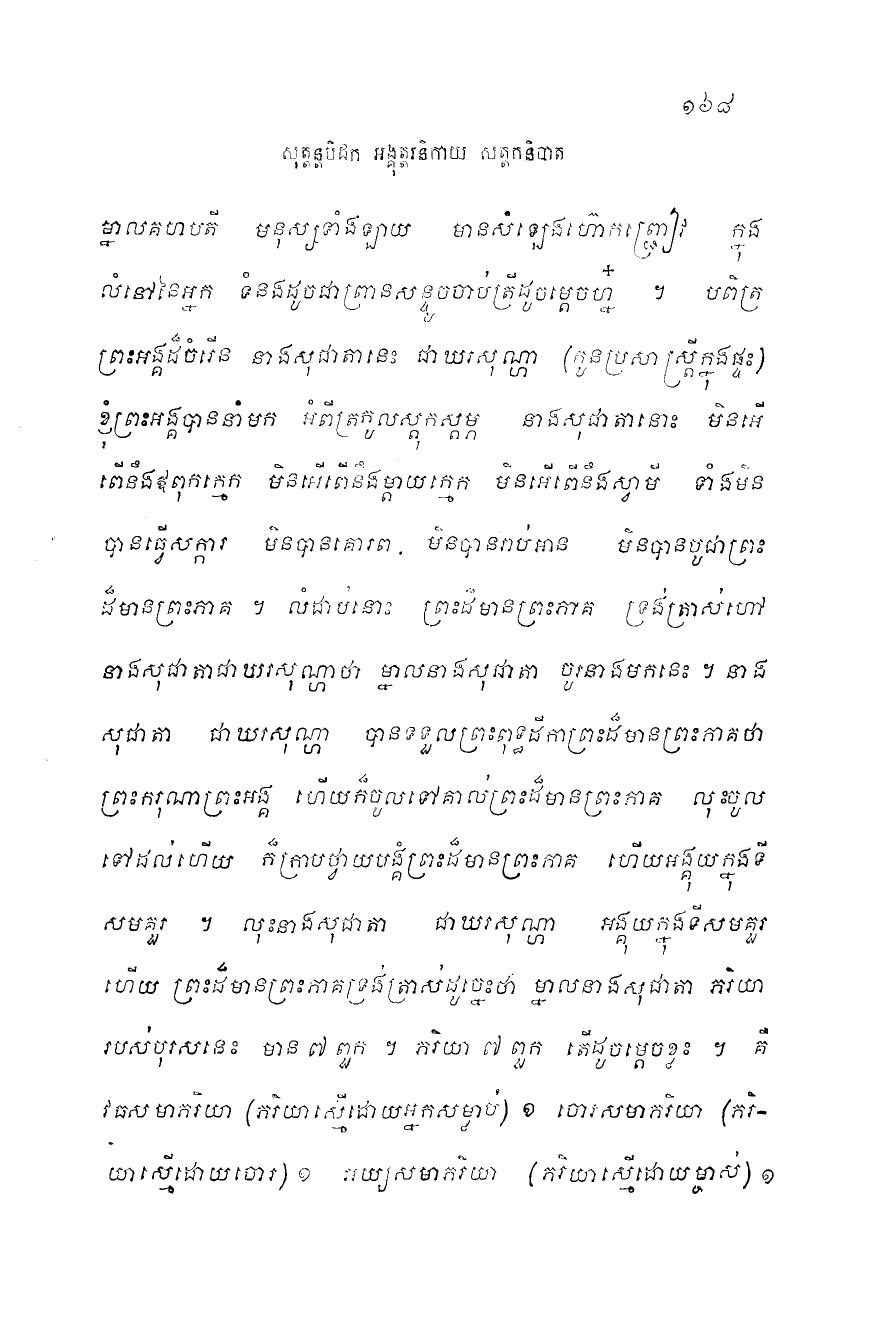 ១៦៨
សុត្តន្តបិដក អង្គុត្តរនិកាយ សត្តកនិបាត
ម្នាលគហបតី មនុស្សទាំងឡាយ មានសំឡេងហ៊ោកញ្ជ្រៀវ ក្នុង
លំនៅនៃអ្នក ទំនងដូចជាព្រានសន្ទូចចាប់ត្រីដូចម្តេចហ្ន៎ ។ បពិត្រ
ព្រះអង្គដ៏ចំរើន នាងសុជាតានេះ ជាឃរសុណ្ហា (កូនប្រសាស្រ្តីក្នុងផ្ទះ)
ខ្ញុំព្រះអង្គបាននាំមក អំពីត្រកូលស្តុកស្តម្ភ នាងសុជាតានោះ មិនអើ
ពើនឹងឪពុកក្មេក មិនអើពើនឹងម្តាយក្មេក មិនអើពើនឹងស្វាមី ទាំងមិន
បានធ្វើសក្ការ មិនបានគោរព មិនបានរាប់អាន មិនបានបូជាព្រះ
ដ៏មានព្រះភាគ ។ លំដាប់នោះ ព្រះដ៏មានព្រះភាគ ទ្រង់ត្រាស់ហៅ
នាងសុជាតាជាឃរសុណ្ហាថា ម្នាលនាងសុជាតា ចូរនាងមកនេះ ។ នាង
សុជាតា ជាឃរសុណ្ហា បានទទួលព្រះពុទ្ធដីកាព្រះដ៏មានព្រះភាគថា
ព្រះករុណាព្រះអង្គ ហើយក៏ចូលទៅគាល់ព្រះដ៏មានព្រះភាគ លុះចូល
ទៅដល់ហើយ ក៏ក្រាបថ្វាយបង្គំព្រះដ៏មានព្រះភាគ ហើយអង្គុយក្នុងទី
សមគួរ ។ លុះនាងសុជាតា ជាឃរសុណ្ហា អង្គុយក្នុងទីសមគួរ
ហើយ ព្រះដ៏មានព្រះភាគទ្រង់ត្រាស់ដូច្នេះថា ម្នាលនាងសុជាតា ភរិយា
របស់បុរសនេះ មាន ៧ ពួក ។ ភរិយា ៧ ពួក តើដូចម្តេចខ្លះ ។ គឺ
វធសមាភរិយា (ភរិយាស្មើដោយអ្នកសម្លាប់) ១ ចោរសមាភរិយា (ភរិ-
យាស្មើដោយចោរ) ១ អយ្យសមាភរិយា (ភរិយាស្មើដោយម្ចាស់) ១